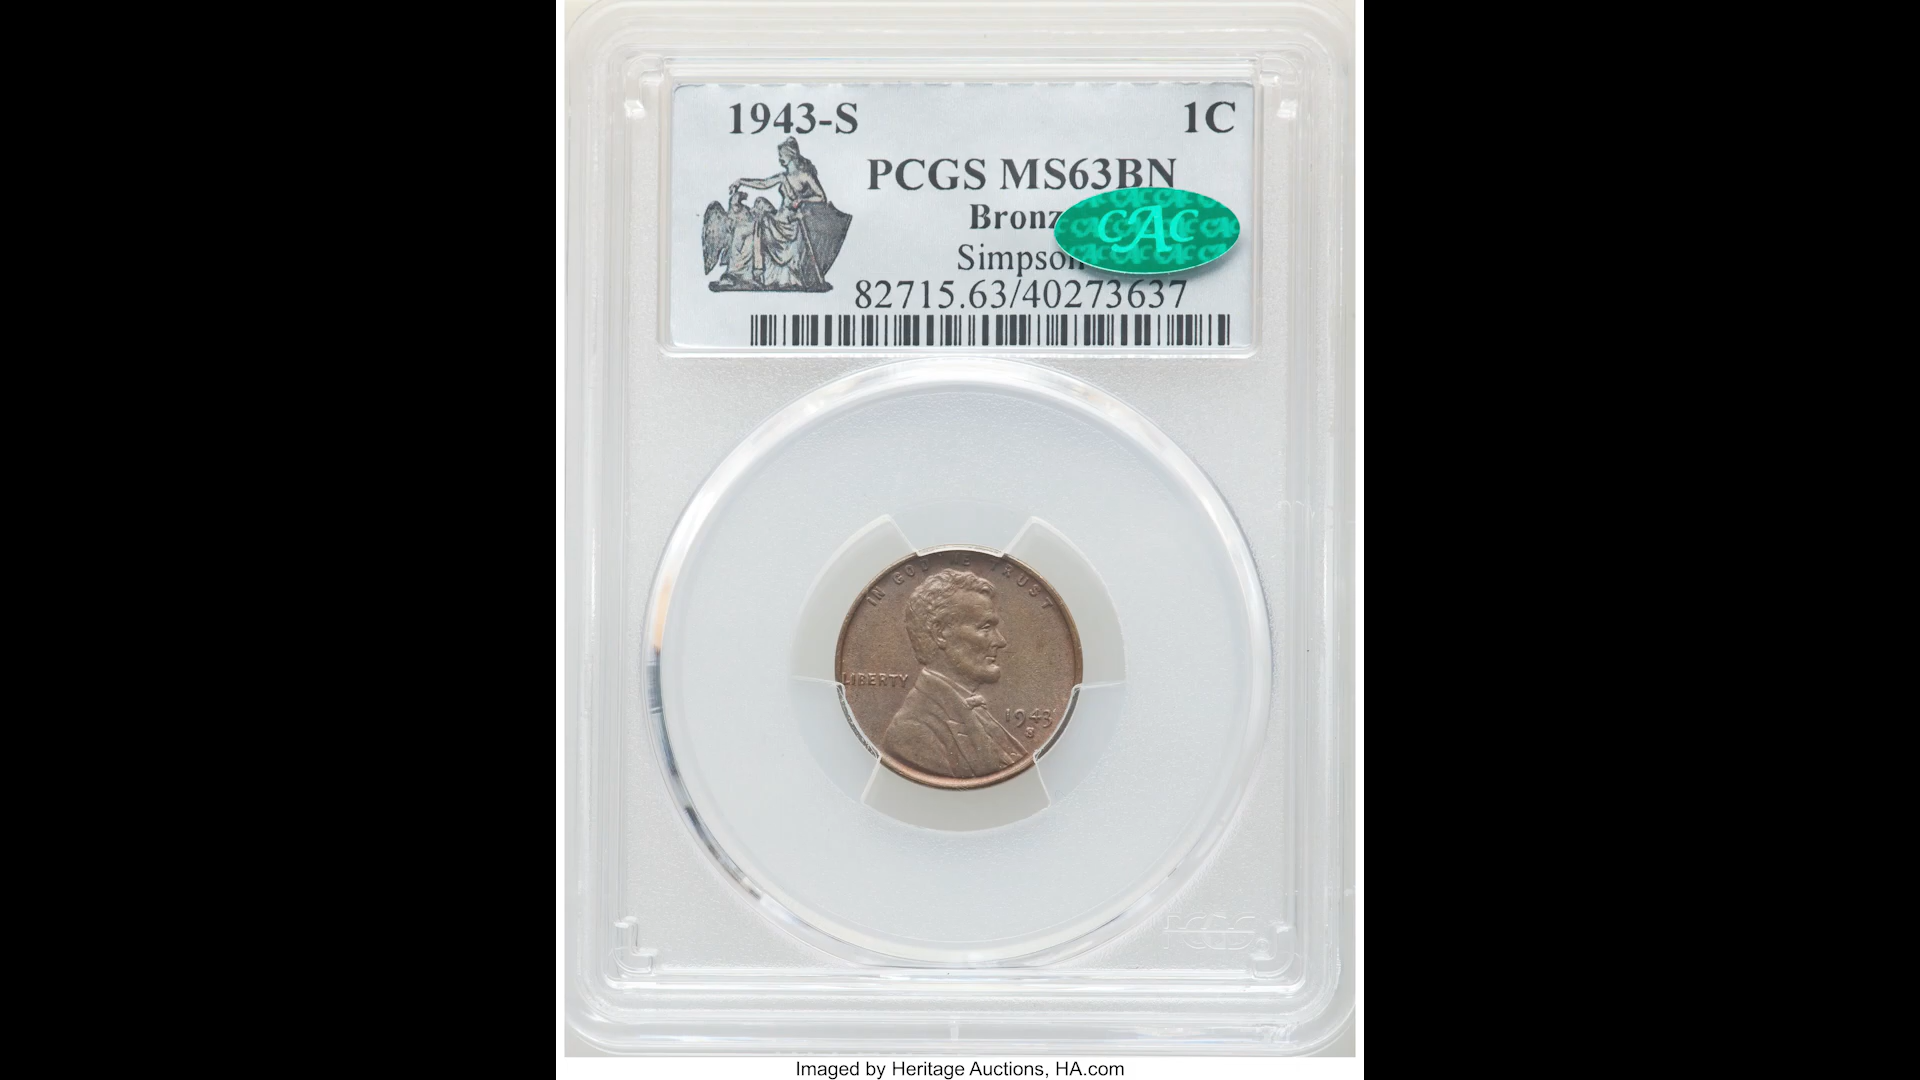 1943-S 1C
PCGS MS63BN
Bronz
CAC
Simpson
82715.63/40273637
IN GOD WE TRUST
LIBERTY
1943
S
PCGS
Imaged by Heritage Auctions, HA.com